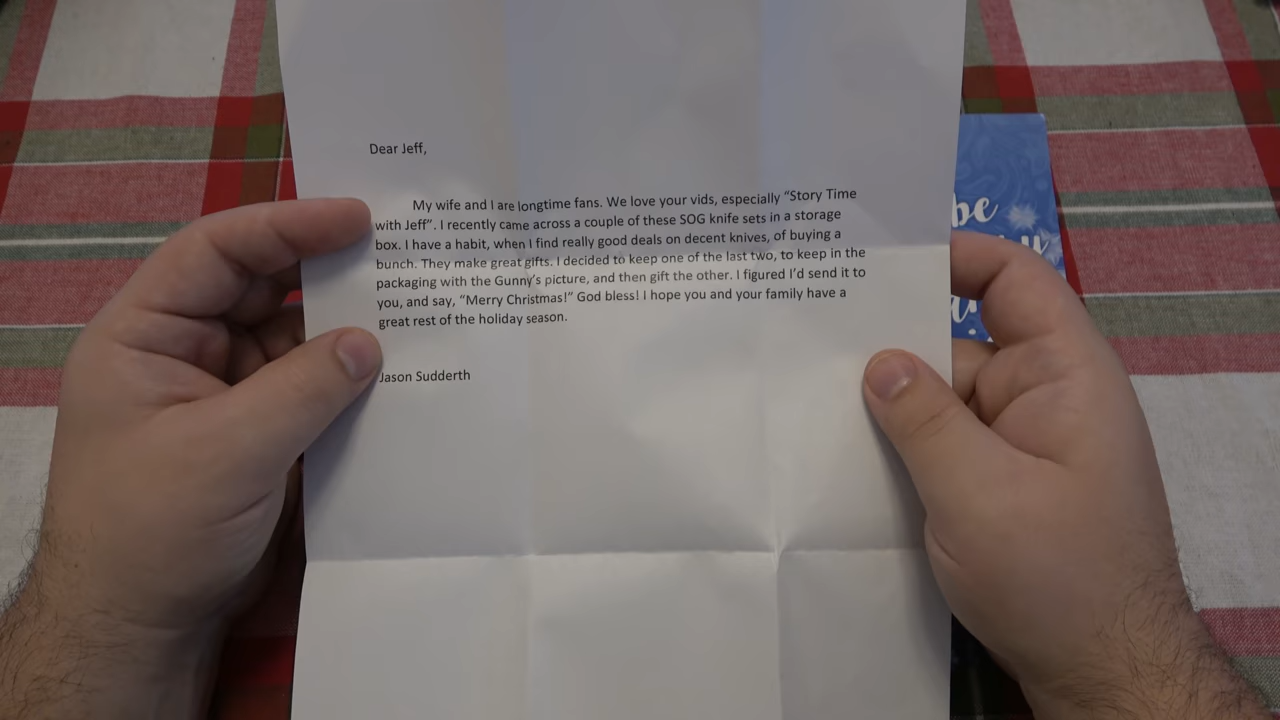 Dear Jeff,
My wife and I are longtime fans. We love your vids, especially “Story Time
with Jeff”. I recently came across a couple of these SOG knife sets in a storage
box. I have a habit, when I find really good deals on decent knives, of buying a
bunch. They make great gifts. I decided to keep one of the last two, to keep in the
packaging with the Gunny’s picture, and then gift the other. I figured I’d send it to
you, and say, “Merry Christmas!” God bless! I hope you and your family have a
great rest of the holiday season.
Jason Sudderth
be